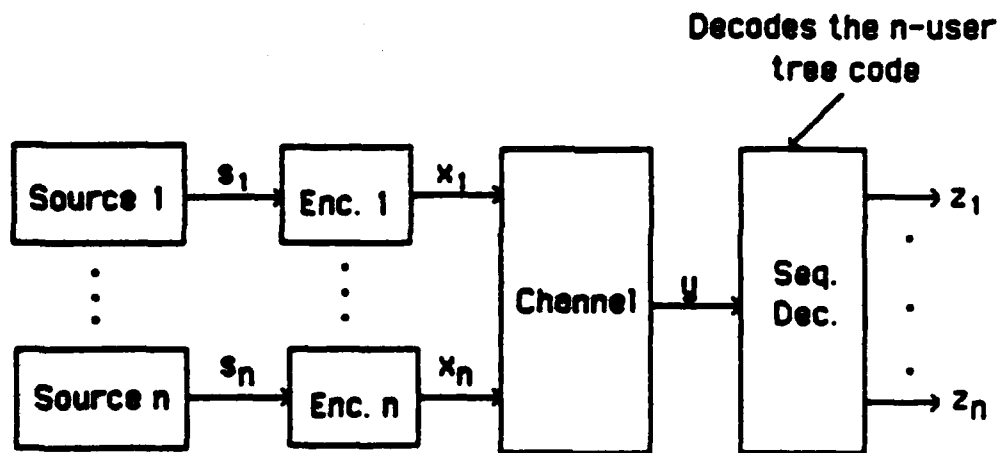 Decodes the n-user
tree code
Source 1
s1
Enc. 1
x1
Channel
y
Seq.
Dec.
z1
Source n
sn
Enc. n
xn
zn